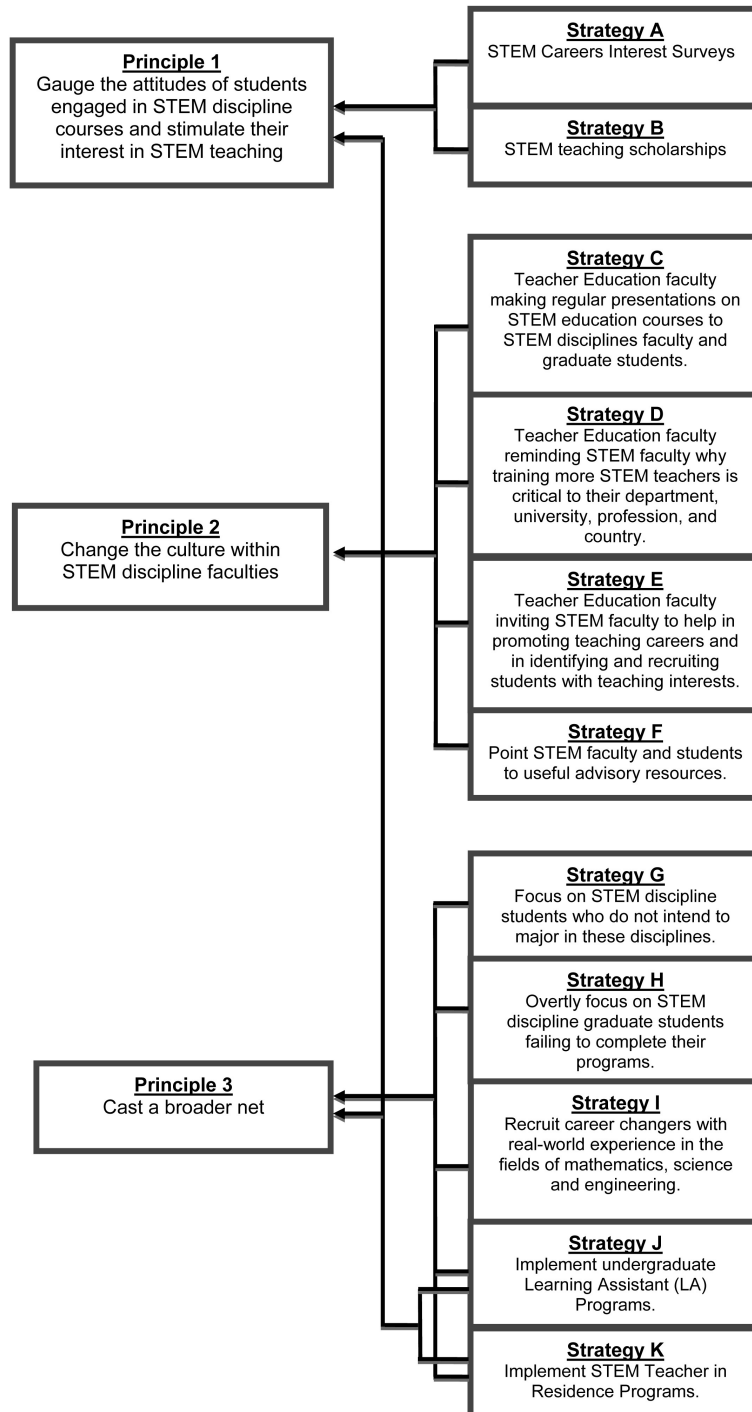 Principle 1
Gauge the attitudes of students
engaged in STEM discipline
courses and stimulate their
interest in STEM teaching
Strategy A
STEM Careers Interest Surveys
Strategy B
STEM teaching scholarships
Principle 2
Change the culture within
STEM discipline faculties
Strategy C
Teacher Education faculty
making regular presentations on
STEM education courses to
STEM disciplines faculty and
graduate students.
Strategy D
Teacher Education faculty
reminding STEM faculty why
training more STEM teachers is
critical to their department,
university, profession, and
country.
Strategy E
Teacher Education faculty
inviting STEM faculty to help in
promoting teaching careers and
in identifying and recruiting
students with teaching interests.
Strategy F
Point STEM faculty and students
to useful advisory resources.
Principle 3
Cast a broader net
Strategy G
Focus on STEM discipline
students who do not intend to
major in these disciplines.
Strategy H
Overtly focus on STEM
discipline graduate students
failing to complete their
programs.
Strategy I
Recruit career changers with
real-world experience in the
fields of mathematics, science
and engineering.
Strategy J
Implement undergraduate
Learning Assistant (LA)
Programs.
Strategy K
Implement STEM Teacher in
Residence Programs.